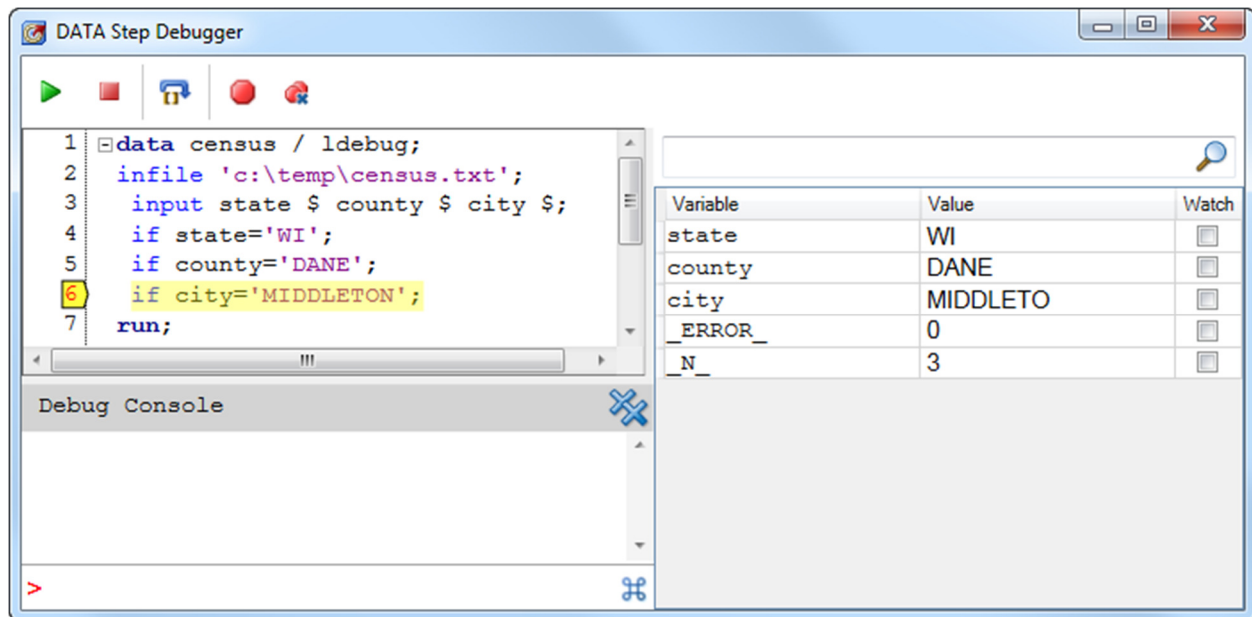 DATA Step Debugger
1 data census / ldebug;
2 infile 'c:\temp\census.txt';
3 input state $ county $ city $;
4 if state='WI';
5 if county='DANE';
6 if city='MIDDLETON';
7 run;
Debug Console
>
Variable Value Watch
state WI
county DANE
city MIDDLETO
_ERROR_ 0
_N_ 3